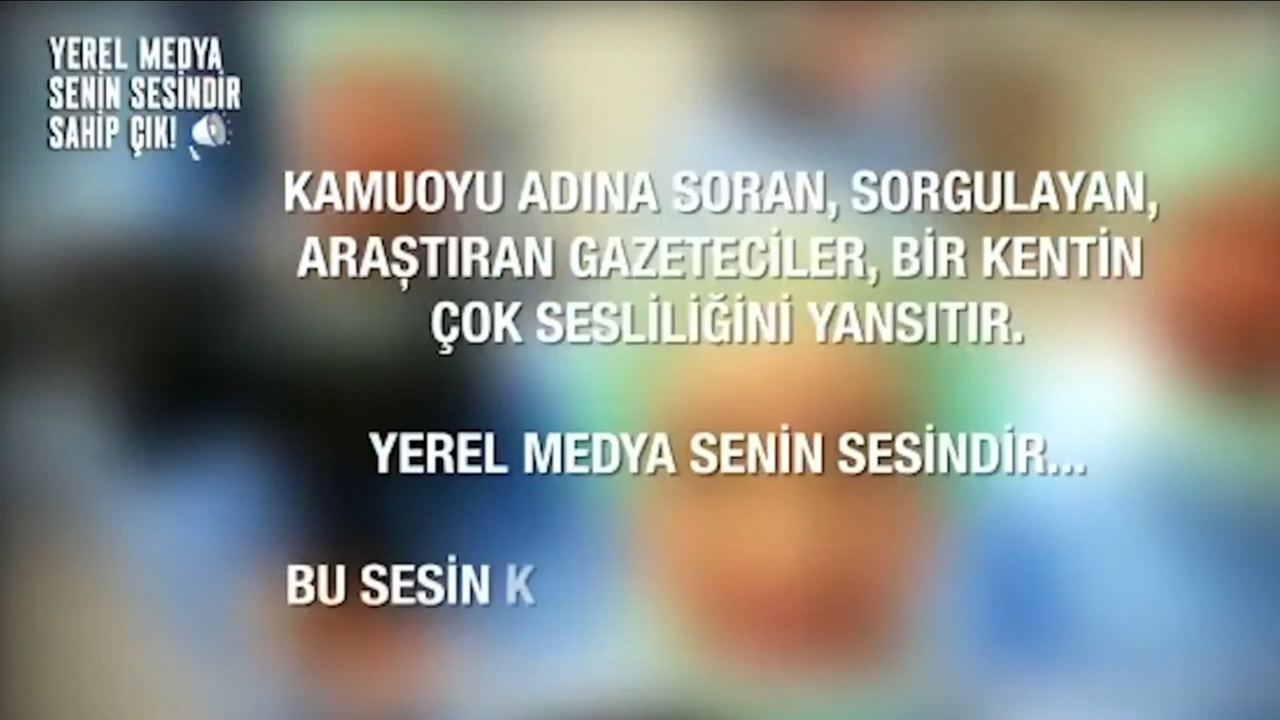 YEREL MEDYA
SENİN SESİNDİR
SAHİP ÇIK!
KAMUOYU ADINA SORAN, SORGULAYAN,
ARAŞTIRAN GAZETECİLER, BİR KENTİN
ÇOK SESLİLİĞİNİ YANSITIR.
YEREL MEDYA SENİN SESİNDİR...
BU SESİN K